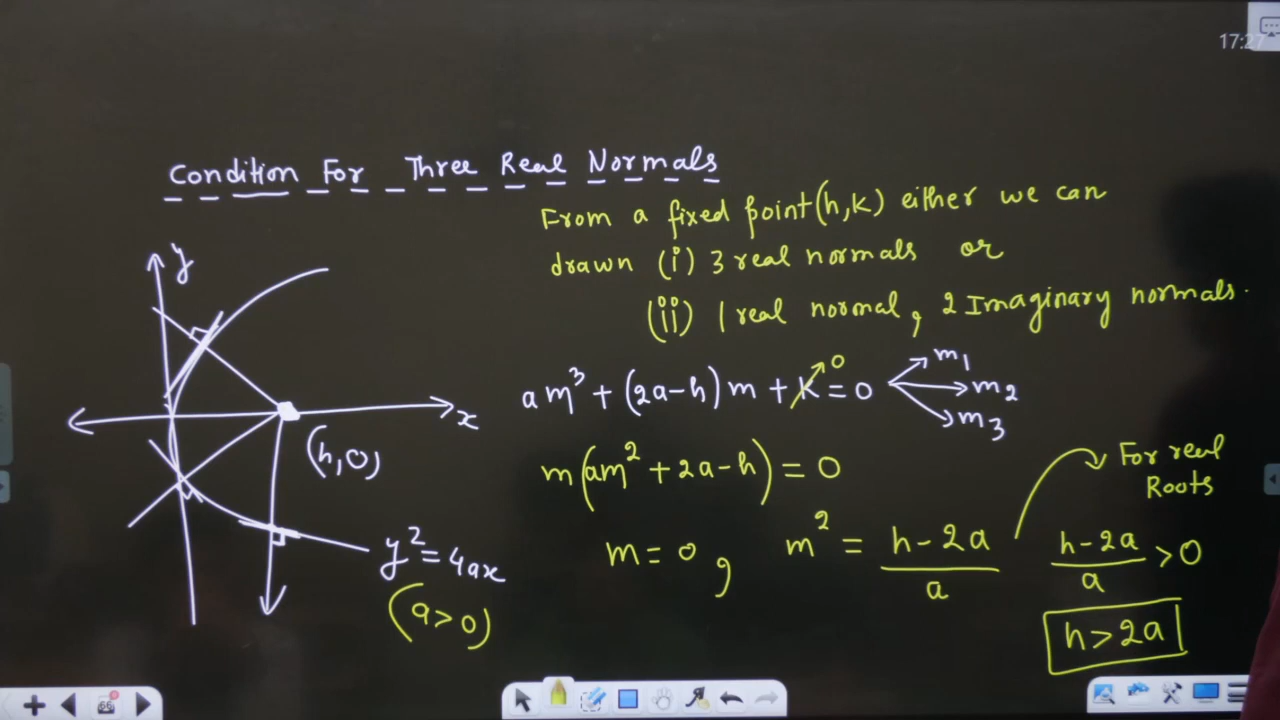 17:27
Condition For Three Real Normals
From a fixed point (h,k) either we can
drawn (i) 3 real normals or
(ii) 1 real normal, 2 Imaginary normals.
y
x
(h,0)
y² = 4ax
(a>0)
am³ + (2a-h)m + k = 0
0
m₁
m₂
m₃
m(am² + 2a - h) = 0
For real
Roots
m = 0, m² = (h-2a)/a
(h-2a)/a > 0
h > 2a
66